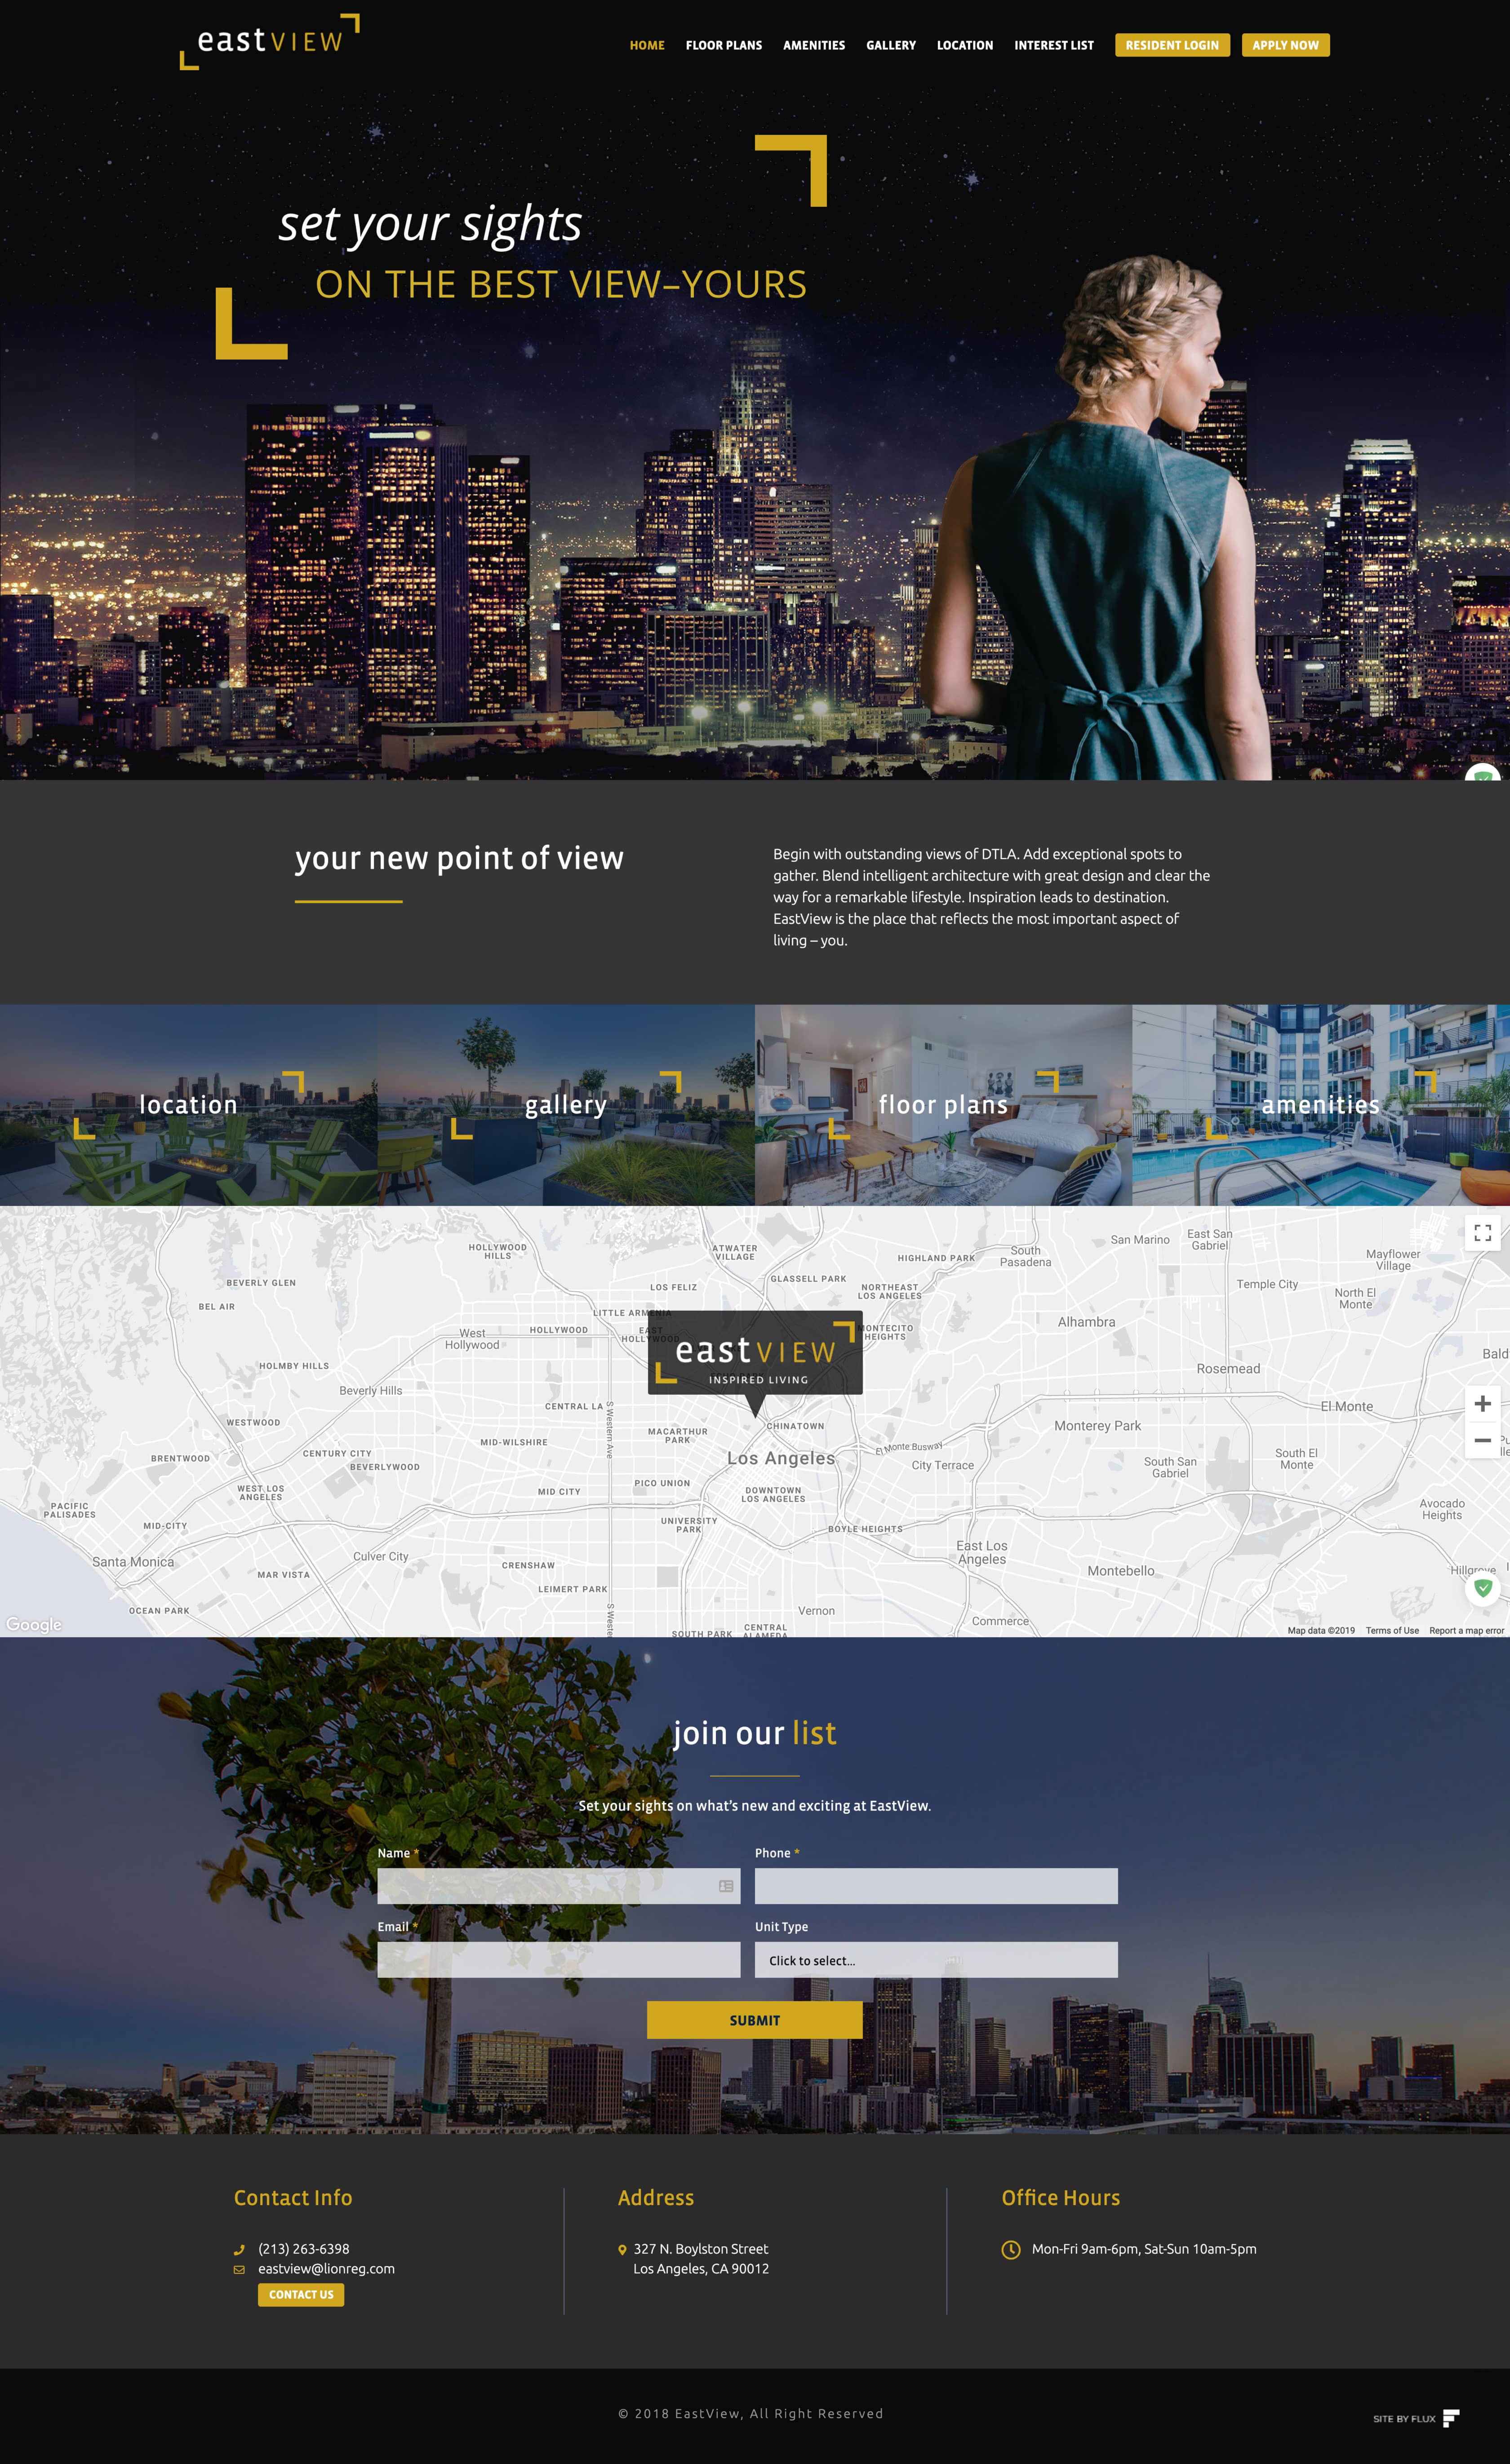 eastVIEW
HOME FLOOR PLANS AMENITIES GALLERY LOCATION INTEREST LIST RESIDENT LOGIN APPLY NOW
set your sights
ON THE BEST VIEW–YOURS
your new point of view
Begin with outstanding views of DTLA. Add exceptional spots to
gather. Blend intelligent architecture with great design and clear the
way for a remarkable lifestyle. Inspiration leads to destination.
EastView is the place that reflects the most important aspect of
living – you.
location gallery floor plans amenities
HOLLYWOOD
HILLS
ATWATER
VILLAGE
HIGHLAND PARK
South
Pasadena
San Marino
East San
Gabriel
Mayflower
Village
BEVERLY GLEN
LOS FELIZ
GLASSELL PARK
NORTHEAST
LOS ANGELES
Temple City
North El
Monte
BEL AIR
LITTLE ARMENIA
West
Hollywood
HOLLYWOOD
EAST
HOLLYWOOD
MONTECITO
HEIGHTS
Alhambra
eastVIEW
INSPIRED LIVING
Bald
HOLMBY HILLS
Rosemead
Beverly Hills
CENTRAL LA
S Western Ave
El Monte
WESTWOOD
MACARTHUR
PARK
CHINATOWN
Monterey Park
BRENTWOOD
CENTURY CITY
MID-WILSHIRE
Los Angeles
El Monte Busway
BEVERLYWOOD
City Terrace
South San
Gabriel
South El
Monte
WEST LOS
ANGELES
MID CITY
PICO UNION
DOWNTOWN
LOS ANGELES
PACIFIC
PALISADES
Avocado
Heights
MID-CITY
UNIVERSITY
PARK
BOYLE HEIGHTS
Santa Monica
Culver City
CRENSHAW
East Los
Angeles
MAR VISTA
Montebello
Hillgrove
LEIMERT PARK
OCEAN PARK
S Wester
Vernon
Commerce
Google
SOUTH PARK
CENTRAL
ALAMEDA
Map data ©2019 Terms of Use Report a map error
join our list
Set your sights on what's new and exciting at EastView.
Name * Phone *
Email * Unit Type
Click to select...
SUBMIT
Contact Info
(213) 263-6398
eastview@lionreg.com
CONTACT US
Address
327 N. Boylston Street
Los Angeles, CA 90012
Office Hours
Mon-Fri 9am-6pm, Sat-Sun 10am-5pm
© 2018 EastView, All Right Reserved
SITE BY FLUX